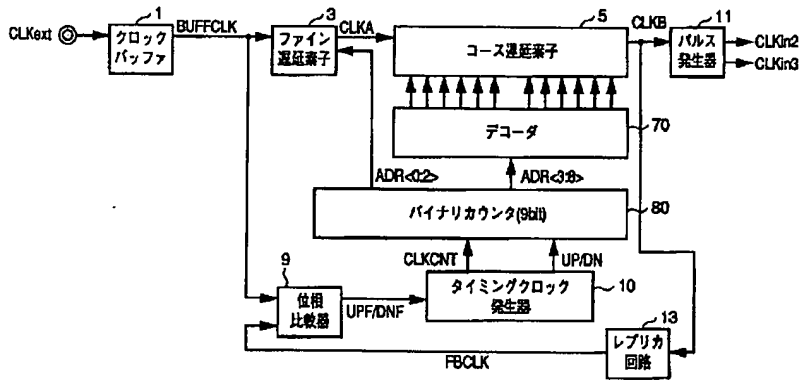 CLKext
1
クロック
バッファ
BUFFCLK
3
ファイン
遅延素子
CLKA
5
コース遅延素子
CLKB
11
パルス
発生器
CLKin2
CLKin3
デコーダ
70
ADR<0:2>
ADR<3:8>
バイナリカウンタ(9bit)
80
CLKCNT
UP/DN
9
位相
比較器
UPF/DNF
タイミングクロック
発生器
10
13
レプリカ
回路
FBCLK